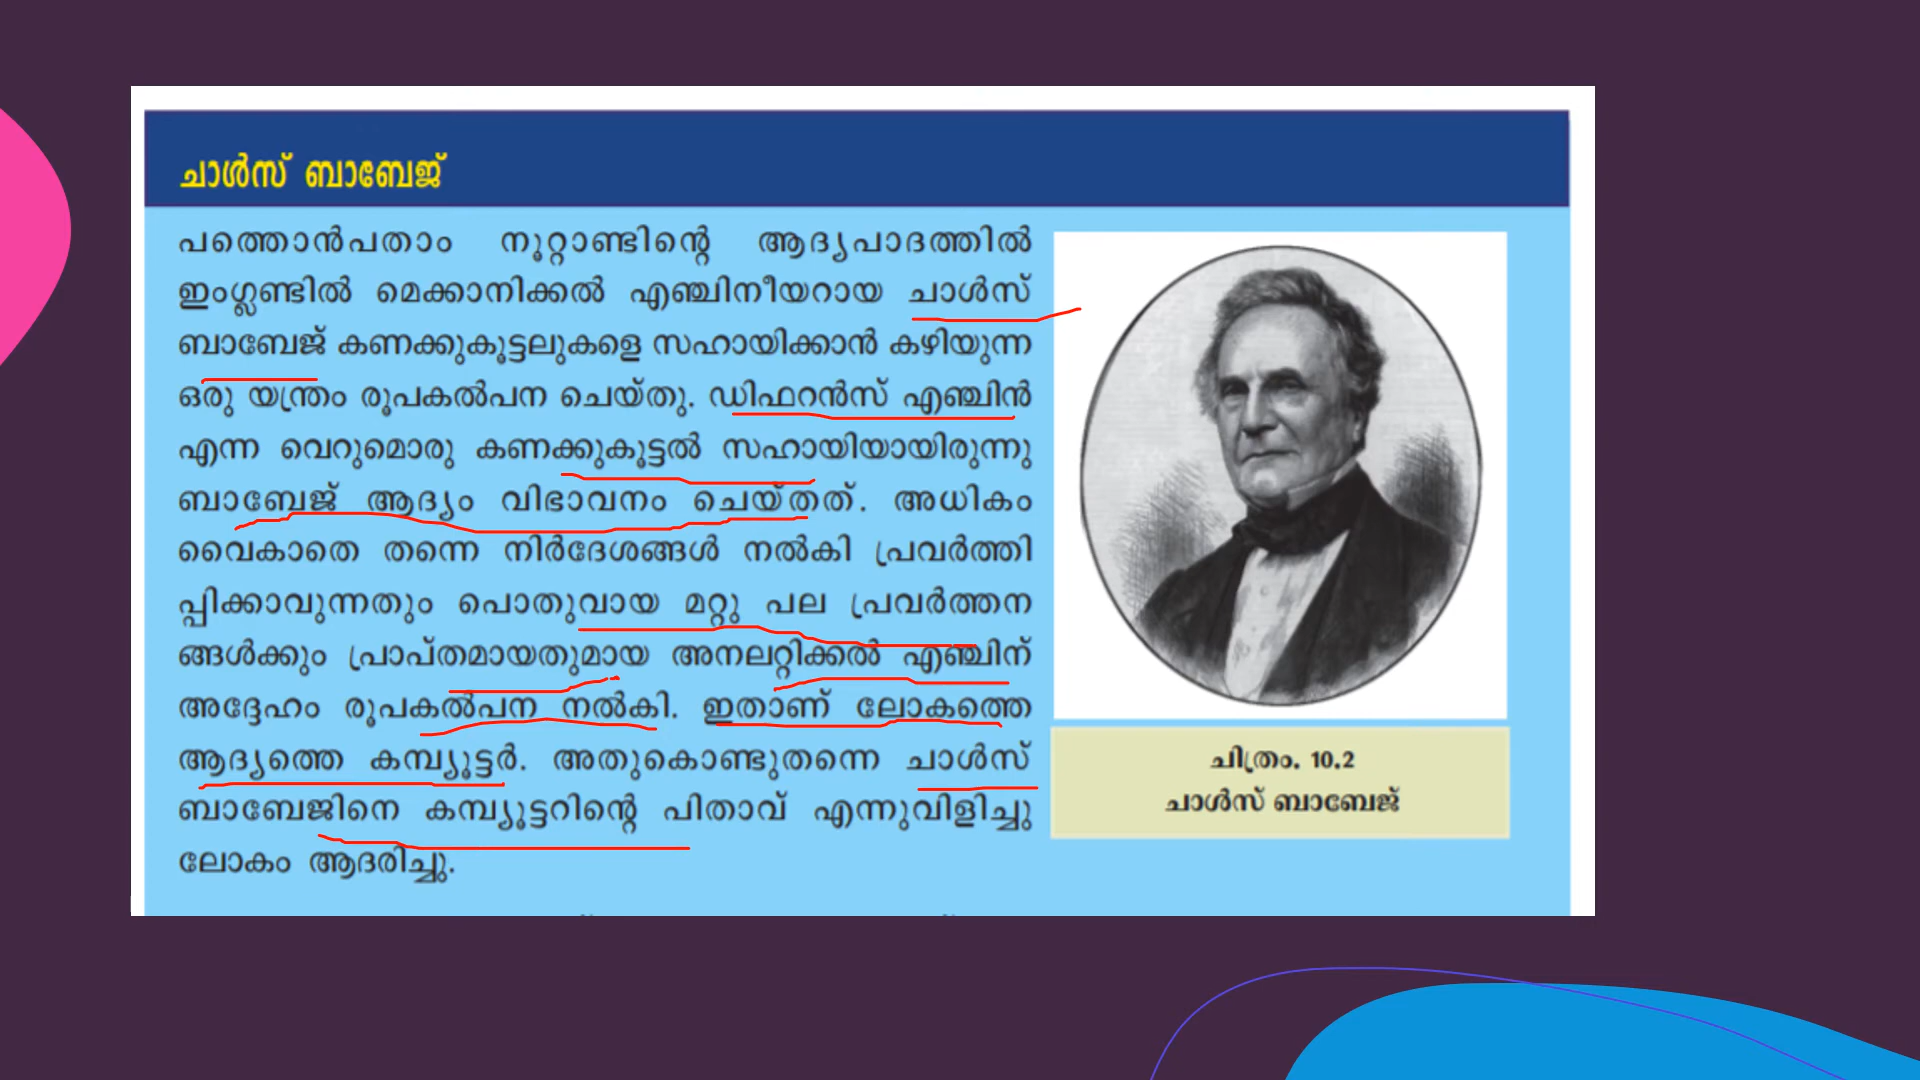 ചാൾസ് ബാബേജ്
പത്തൊൻപതാം നൂറ്റാണ്ടിന്റെ ആദ്യപാദത്തിൽ
ഇംഗ്ലണ്ടിൽ മെക്കാനിക്കൽ എഞ്ചിനീയറായ ചാൾസ്
ബാബേജ് കണക്കുകൂട്ടലുകളെ സഹായിക്കാൻ കഴിയുന്ന
ഒരു യന്ത്രം രൂപകൽപന ചെയ്തു. ഡിഫറൻസ് എഞ്ചിൻ
എന്ന വെറുമൊരു കണക്കുകൂട്ടൽ സഹായിയായിരുന്നു
ബാബേജ് ആദ്യം വിഭാവനം ചെയ്തത്. അധികം
വൈകാതെ തന്നെ നിർദേശങ്ങൾ നൽകി പ്രവർത്തി
പ്പിക്കാവുന്നതും പൊതുവായ മറ്റു പല പ്രവർത്തന
ങ്ങൾക്കും പ്രാപ്തമായതുമായ അനലറ്റിക്കൽ എഞ്ചിന്
അദ്ദേഹം രൂപകൽപന നൽകി. ഇതാണ് ലോകത്തെ
ആദ്യത്തെ കമ്പ്യൂട്ടർ. അതുകൊണ്ടുതന്നെ ചാൾസ്
ബാബേജിനെ കമ്പ്യൂട്ടറിന്റെ പിതാവ് എന്നുവിളിച്ചു
ലോകം ആദരിച്ചു.
ചിത്രം. 10.2
ചാൾസ് ബാബേജ്